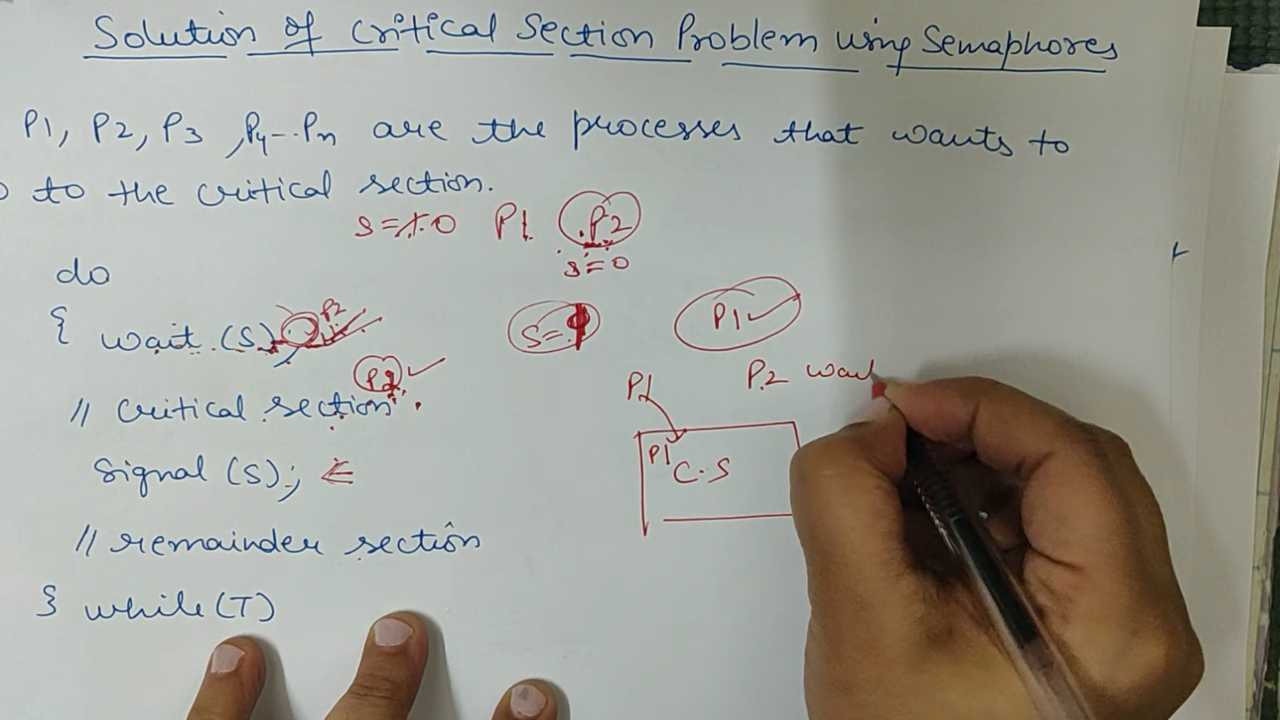 Solution of Critical Section Problem using Semaphores
P1, P2, P3, P4-..Pn are the processes that wants to
to the critical section.
S=1.0 P1 P2
S=0
do
{ wait (S);
P2
S=
P1
P2
P1
P2 wai
// critical section
P1
C.S
Signal (S);
// remainder section
} while(T)